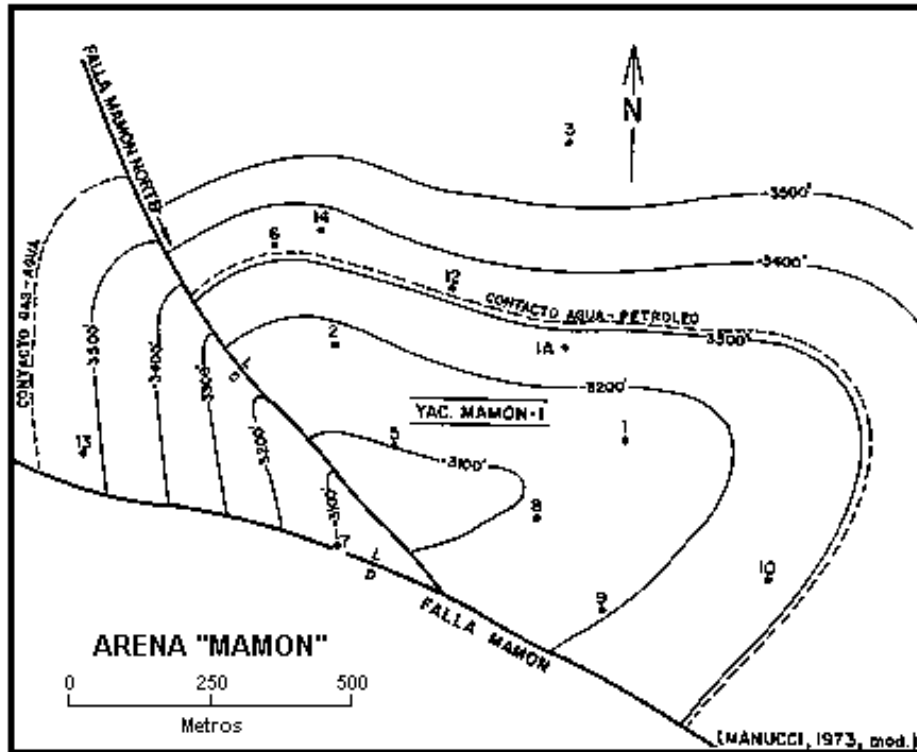 FALLA MAMON NORTE
N
3
-3500'
-3400'
14
6
12
CONTACTO AGUA-PETROLEO
-3300'
CONTACTO GAS-AGUA
-3500'
-3400'
-3300'
2
1A
L
D
-3200'
YAC. MAMON-1
1
-3200'
5
-3100'
13
8
-3100'
7
L
D
10
9
FALLA MAMON
ARENA "MAMON"
0 250 500
Metros
(MANUCCI, 1973, mod.)